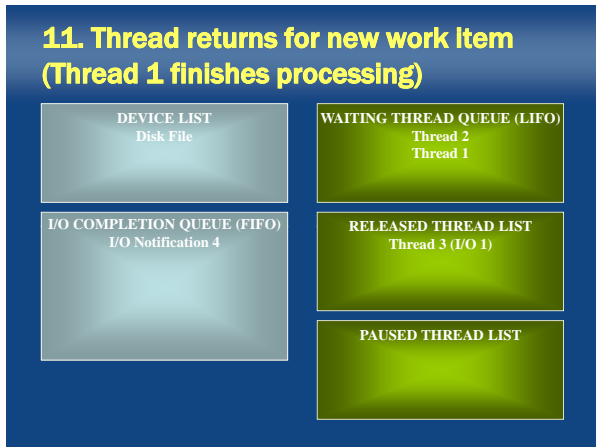 11. Thread returns for new work item
(Thread 1 finishes processing)
DEVICE LIST
Disk File
I/O COMPLETION QUEUE (FIFO)
I/O Notification 4
WAITING THREAD QUEUE (LIFO)
Thread 2
Thread 1
RELEASED THREAD LIST
Thread 3 (I/O 1)
PAUSED THREAD LIST